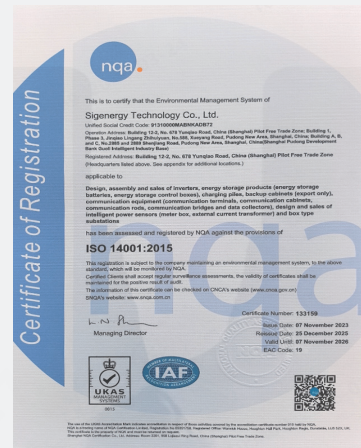 nqa.
Certificate of Registration
This is to certify that the Environmental Management System of
Sigenergy Technology Co., Ltd.
Unified Social Credit Code: 91310000MABNKADB72
Operation Address: Building 12-2, No. 678 Yunqiao Road, China (Shanghai) Pilot Free Trade Zone; Building 1,
Phase 3, Jinqiao Lingang Zhihuiyuan, No.
Pudong New Area, Shanghai, China; Building A, B,
and C, No.2885 and 2889 Shenjiang Road, Pudong New Area, Shanghai, China(Shanghai Pudong Development
Bank Guoli Intelligent Industry Base)
Registered Address: Building 12-2, No. 678 Yunqiao Road, China (Shanghai) Pilot Free Trade Zone
(Headquarters listed above. See appendix for additional locations.)
applicable to
Design, assembly and sales of inverters, energy storage products (energy storage
batteries, energy storage control boxes), charging piles, backup cabinets (export only),
communication equipment (communication terminals, communication cabinets,
communication rods, communication bridges and data collectors), design and sales of
intelligent power sensors (meter box, external current transformer) and box type
substations
has been assessed and registered by NQA against the provisions of
ISO 14001:2015
This registration is subject to the company maintaining an environmental management system, to the above
standard, which will be monitored by NQA.
Certified Clients shall accept regular surveillance assessments, the validity of certificates shall be
maintained for the positive result of audit.
The information of this certificate can be checked on CNCA's website (www.cnca.gov.cn)
SNQA's website: www.snqa.com.cn
Managing Director
Certificate Number: 133159
Issue Date: 07 November 2023
Reissue Date: 25 December 2025
Valid Until: 07 November 2026
EAC Code: 19
UKAS
MANAGEMENT
SYSTEMS
IAF